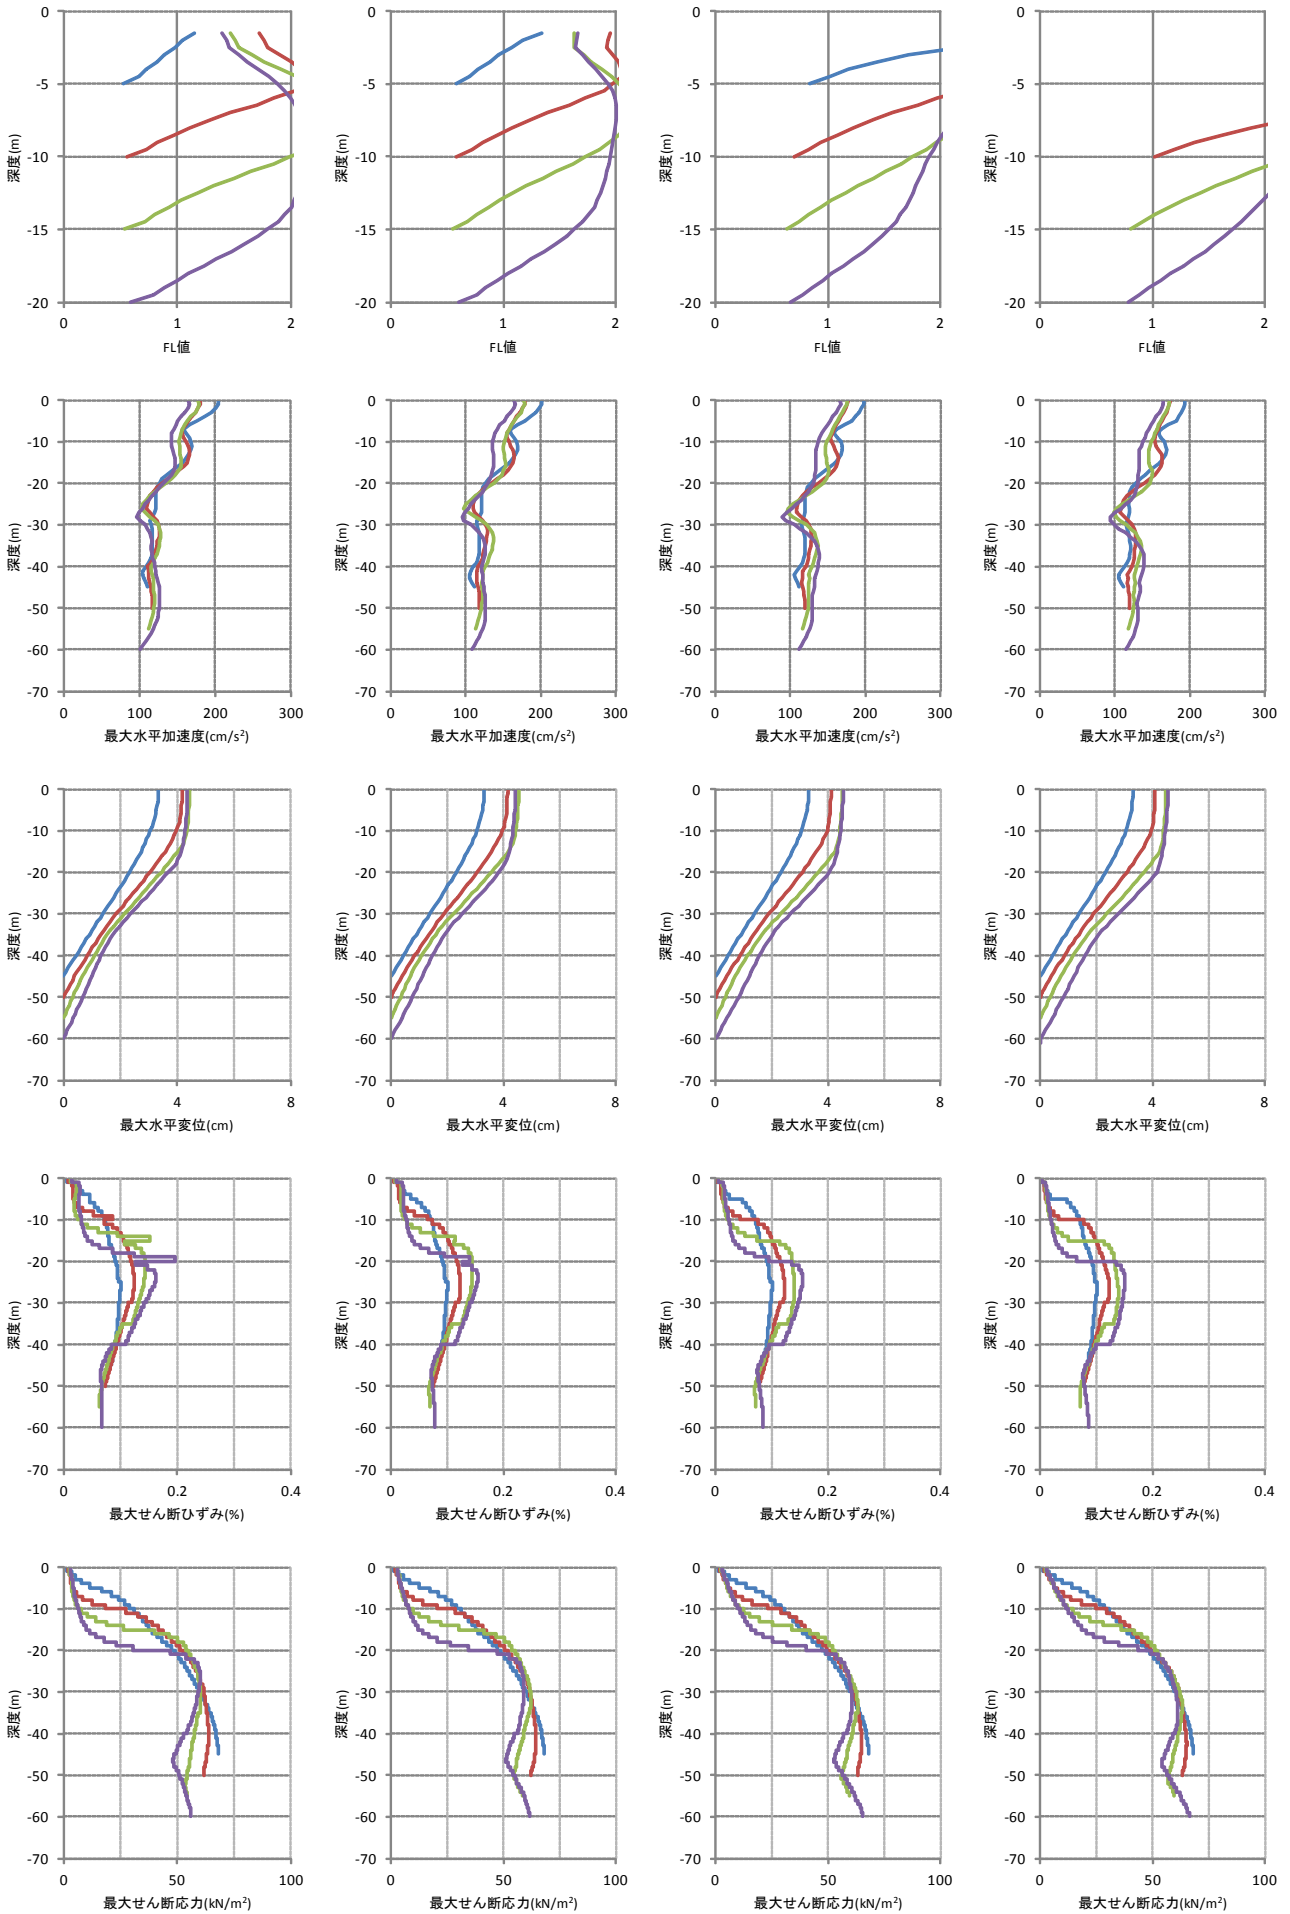 0 0 0 0
-5 -5 -5 -5
-10 -10 -10 -10
-15 -15 -15 -15
-20 -20 -20 -20
深度(m) 深度(m) 深度(m) 深度(m)
0 1 2 0 1 2 0 1 2 0 1 2
FL値 FL値 FL値 FL値
0 0 0 0
-10 -10 -10 -10
-20 -20 -20 -20
-30 -30 -30 -30
-40 -40 -40 -40
-50 -50 -50 -50
-60 -60 -60 -60
-70 -70 -70 -70
深度(m) 深度(m) 深度(m) 深度(m)
0 100 200 300 0 100 200 300 0 100 200 300 0 100 200 300
最大水平加速度(cm/s²) 最大水平加速度(cm/s²) 最大水平加速度(cm/s²) 最大水平加速度(cm/s²)
0 0 0 0
-10 -10 -10 -10
-20 -20 -20 -20
-30 -30 -30 -30
-40 -40 -40 -40
-50 -50 -50 -50
-60 -60 -60 -60
-70 -70 -70 -70
深度(m) 深度(m) 深度(m) 深度(m)
0 4 8 0 4 8 0 4 8 0 4 8
最大水平変位(cm) 最大水平変位(cm) 最大水平変位(cm) 最大水平変位(cm)
0 0 0 0
-10 -10 -10 -10
-20 -20 -20 -20
-30 -30 -30 -30
-40 -40 -40 -40
-50 -50 -50 -50
-60 -60 -60 -60
-70 -70 -70 -70
深度(m) 深度(m) 深度(m) 深度(m)
0 0.2 0.4 0 0.2 0.4 0 0.2 0.4 0 0.2 0.4
最大せん断ひずみ(%) 最大せん断ひずみ(%) 最大せん断ひずみ(%) 最大せん断ひずみ(%)
0 0 0 0
-10 -10 -10 -10
-20 -20 -20 -20
-30 -30 -30 -30
-40 -40 -40 -40
-50 -50 -50 -50
-60 -60 -60 -60
-70 -70 -70 -70
深度(m) 深度(m) 深度(m) 深度(m)
0 50 100 0 50 100 0 50 100 0 50 100
最大せん断応力(kN/m²) 最大せん断応力(kN/m²) 最大せん断応力(kN/m²) 最大せん断応力(kN/m²)